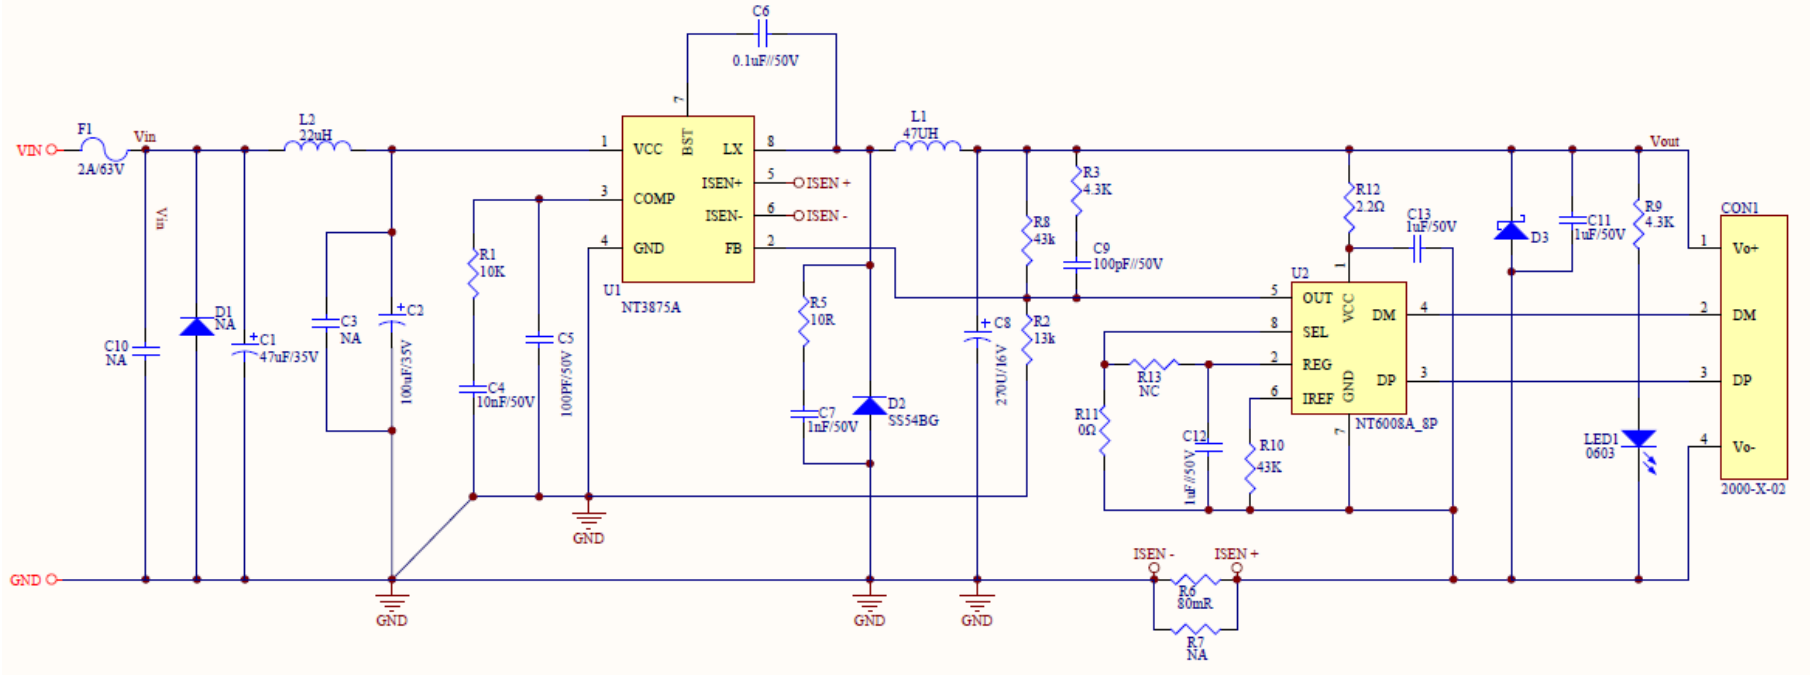 C6
0.1uF//50V
7
F1
VIN
Vin
2A/63V
L2
22uH
1
VCC
BST
LX
8
L1
47UH
Vout
ISEN+
5
ISEN +
3
COMP
ISEN-
6
ISEN -
4
GND
FB
2
U1
NT3875A
Vin
R1
10K
C10
NA
D1
NA
C1
47uF/35V
C3
NA
C2
100uF/35V
C4
10nF/50V
C5
100PF/50V
R5
10R
C7
1nF/50V
D2
SS54BG
C8
270U/16V
R3
4.3K
R8
43k
C9
100pF//50V
R2
13k
R12
2.2Ω
C13
1uF/50V
1
U2
5
OUT
VCC
8
SEL
DM
4
2
REG
6
IREF
GND
DP
3
7
NT6008A_8P
R13
NC
R11
0Ω
C12
1uF//50V
R10
43K
D3
C11
1uF/50V
R9
4.3K
LED1
0603
CON1
1
Vo+
2
DM
3
DP
4
Vo-
2000-X-02
GND
GND
GND
GND
GND
ISEN -
ISEN +
R6
80mR
R7
NA